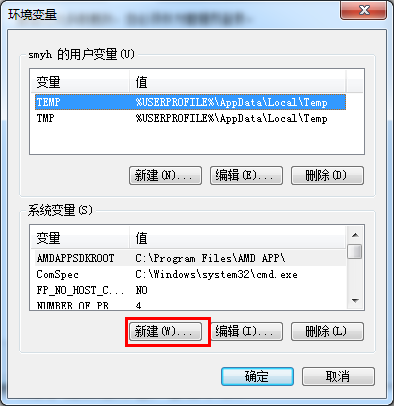 环境变量
smyh 的用户变量(U)
变量 值
TEMP %USERPROFILE%\AppData\Local\Temp
TMP %USERPROFILE%\AppData\Local\Temp
新建(N)... 编辑(E)... 删除(D)
系统变量(S)
变量 值
AMDAPPSDKROOT C:\Program Files\AMD APP\
ComSpec C:\Windows\system32\cmd.exe
FP_NO_HOST_C... NO
NUMBER_OF_PR... 4
新建(W)... 编辑(I)... 删除(L)
确定 取消